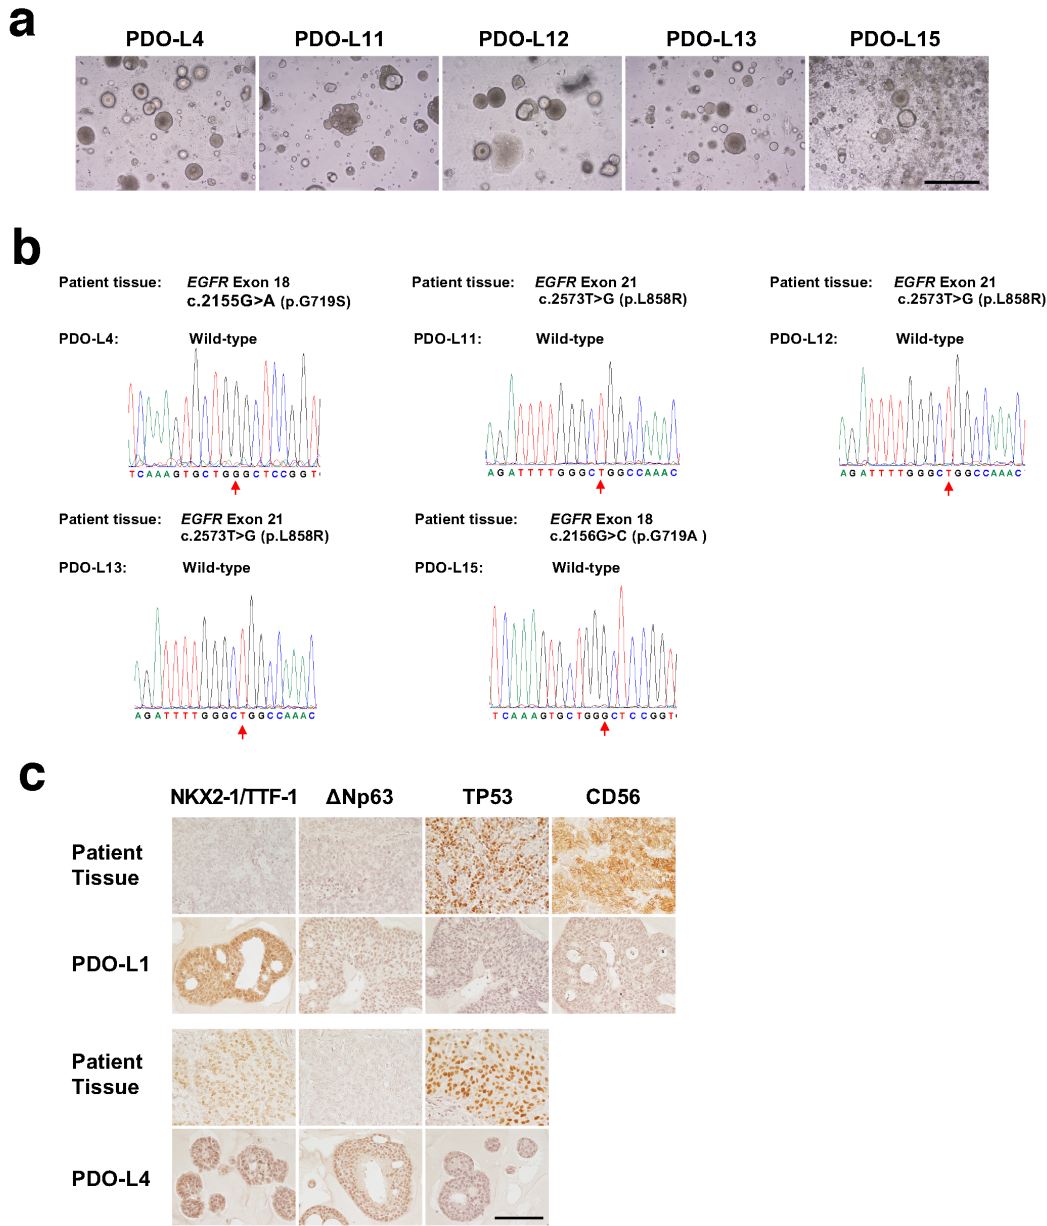 a
PDO-L4 PDO-L11 PDO-L12 PDO-L13 PDO-L15
b
Patient tissue: EGFR Exon 18
c.2155G>A (p.G719S)
PDO-L4: Wild-type
TCAAAGTGCTGGGCTCCGGT
Patient tissue: EGFR Exon 21
c.2573T>G (p.L858R)
PDO-L11: Wild-type
AGATTTTGGGCTGGCCAAAC
Patient tissue: EGFR Exon 21
c.2573T>G (p.L858R)
PDO-L12: Wild-type
AGATTTTGGGCTGGCCAAAC
Patient tissue: EGFR Exon 21
c.2573T>G (p.L858R)
PDO-L13: Wild-type
AGATTTTGGGCTGGCCAAAC
Patient tissue: EGFR Exon 18
c.2156G>C (p.G719A )
PDO-L15: Wild-type
TCAAAGTGCTGGGCTCCGGT
c
NKX2-1/TTF-1 ΔNp63 TP53 CD56
Patient
Tissue
PDO-L1
Patient
Tissue
PDO-L4